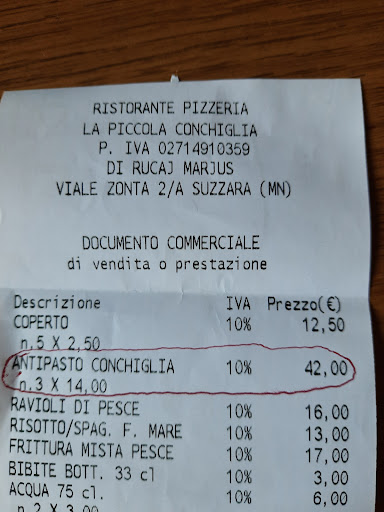 RISTORANTE PIZZERIA
LA PICCOLA CONCHIGLIA
P. IVA 02714910359
DI RUCAJ MARJUS
VIALE ZONTA 2/A SUZZARA (MN)
DOCUMENTO COMMERCIALE
di vendita o prestazione
Descrizione IVA Prezzo(€)
COPERTO 10% 12,50
n.5 X 2,50
ANTIPASTO CONCHIGLIA 10% 42,00
n.3 X 14,00
RAVIOLI DI PESCE 10% 16,00
RISOTTO/SPAG. F. MARE 10% 13,00
FRITTURA MISTA PESCE 10% 17,00
BIBITE BOTT. 33 cl 10% 3,00
ACQUA 75 cl. 10% 6,00
n.2 X 3,00